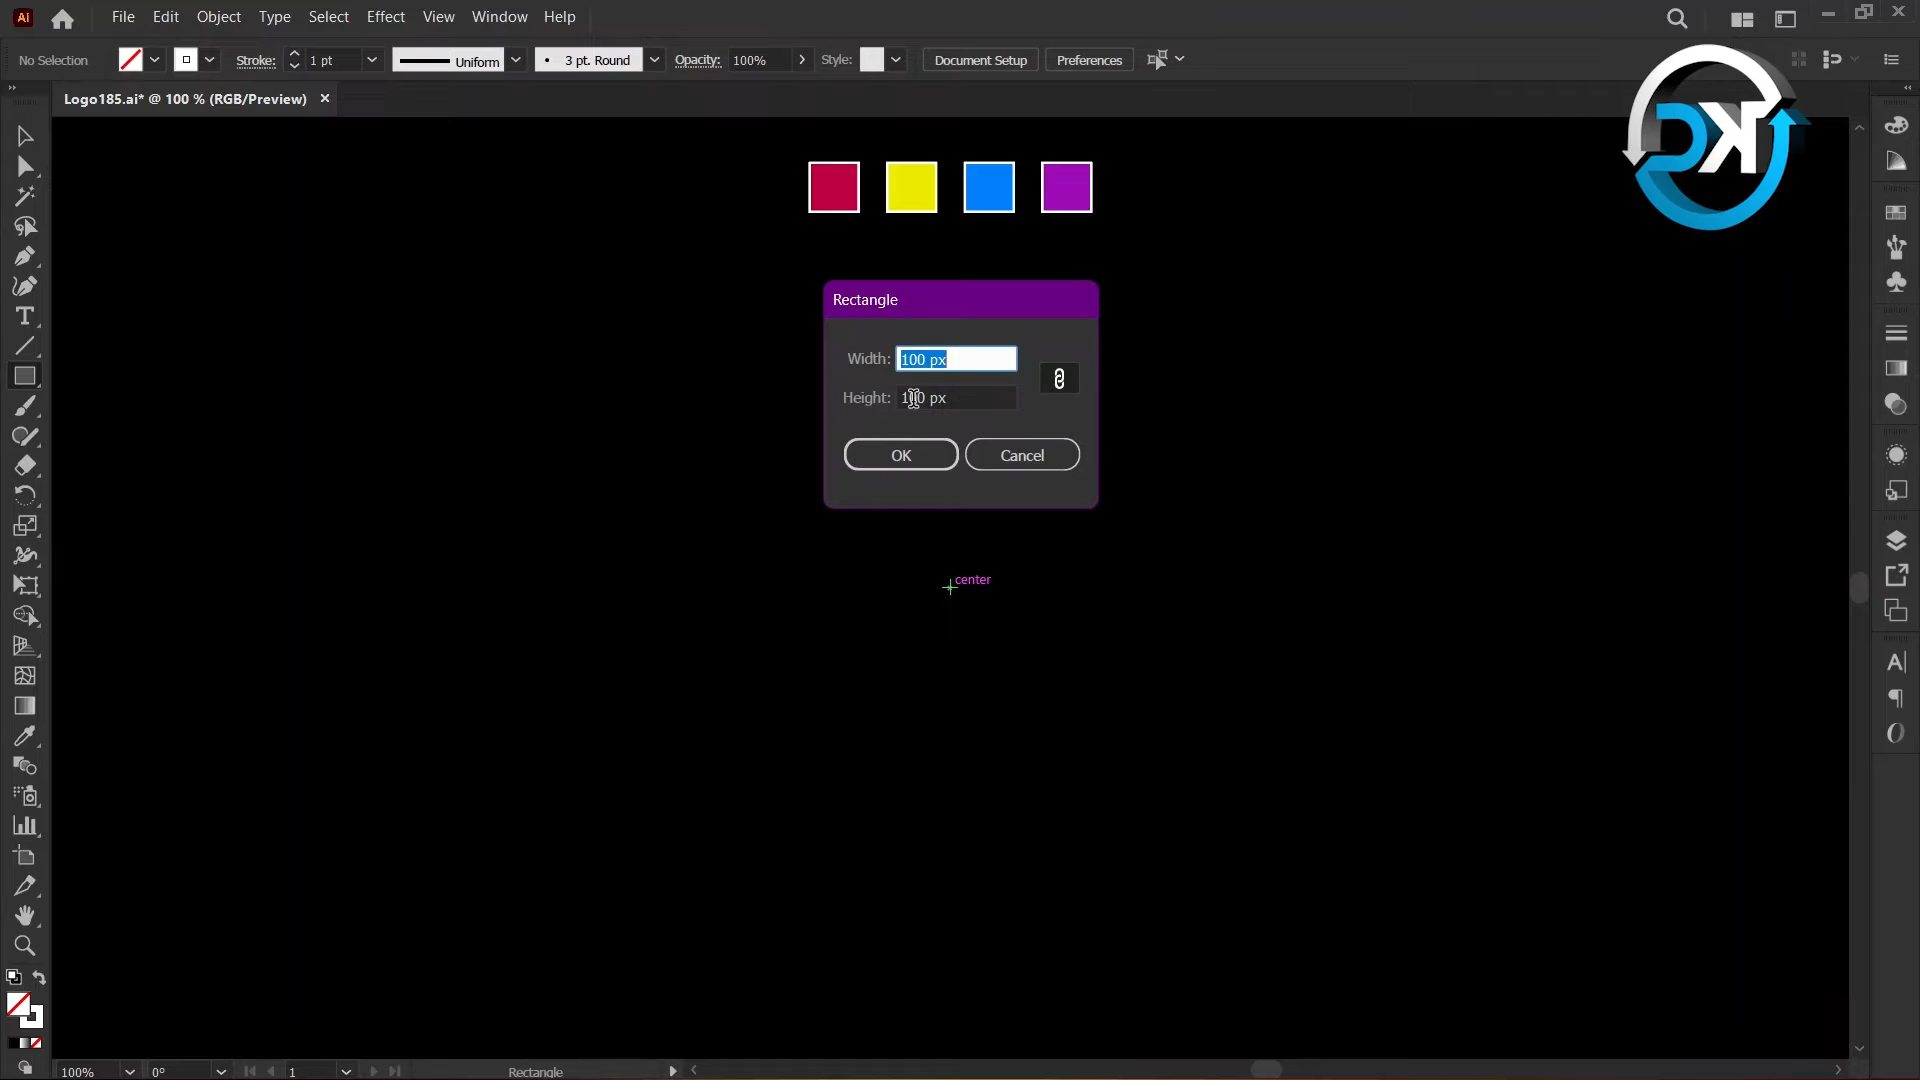 Ai File Edit Object Type Select Effect View Window Help
No Selection Stroke: 1 pt Uniform 3 pt. Round Opacity: 100% Style: Document Setup Preferences
Logo185.ai* @ 100 % (RGB/Preview)
DK
Rectangle
Width: 100 px
Height: 100 px
OK Cancel
center
100% 0° 1 Rectangle